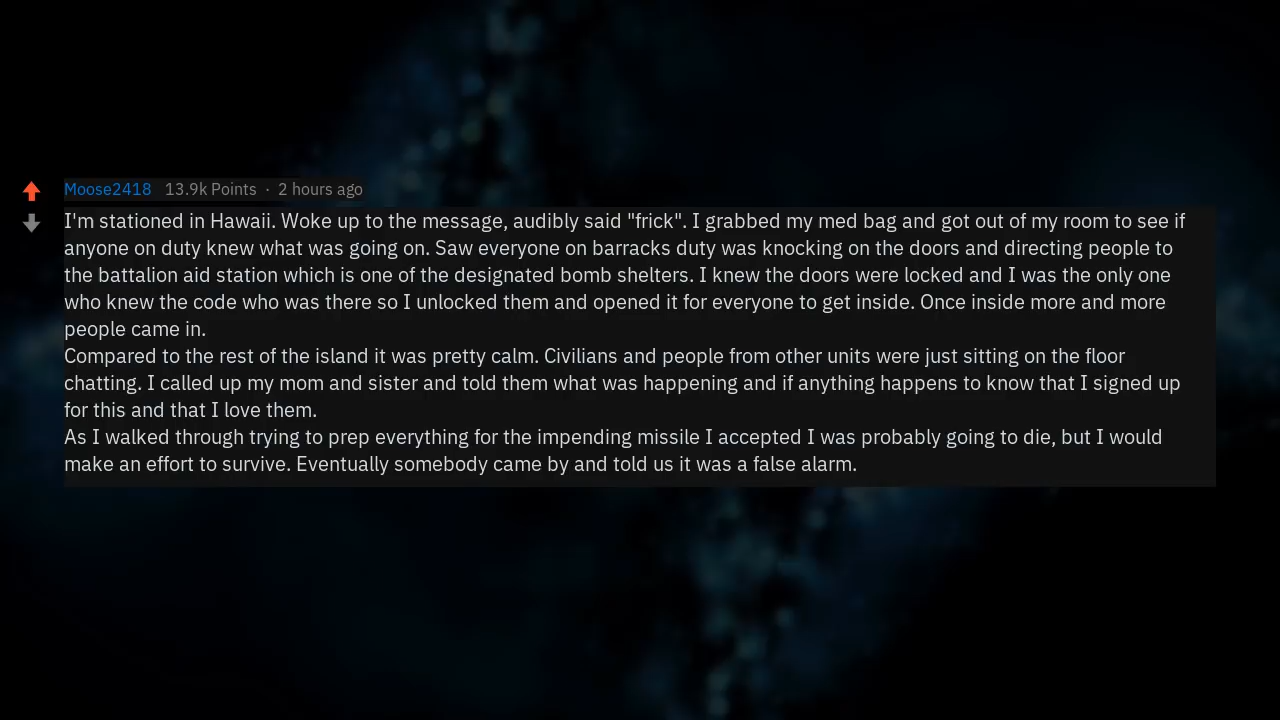 Moose2418 13.9k Points · 2 hours ago
I'm stationed in Hawaii. Woke up to the message, audibly said "frick". I grabbed my med bag and got out of my room to see if
anyone on duty knew what was going on. Saw everyone on barracks duty was knocking on the doors and directing people to
the battalion aid station which is one of the designated bomb shelters. I knew the doors were locked and I was the only one
who knew the code who was there so I unlocked them and opened it for everyone to get inside. Once inside more and more
people came in.
Compared to the rest of the island it was pretty calm. Civilians and people from other units were just sitting on the floor
chatting. I called up my mom and sister and told them what was happening and if anything happens to know that I signed up
for this and that I love them.
As I walked through trying to prep everything for the impending missile I accepted I was probably going to die, but I would
make an effort to survive. Eventually somebody came by and told us it was a false alarm.